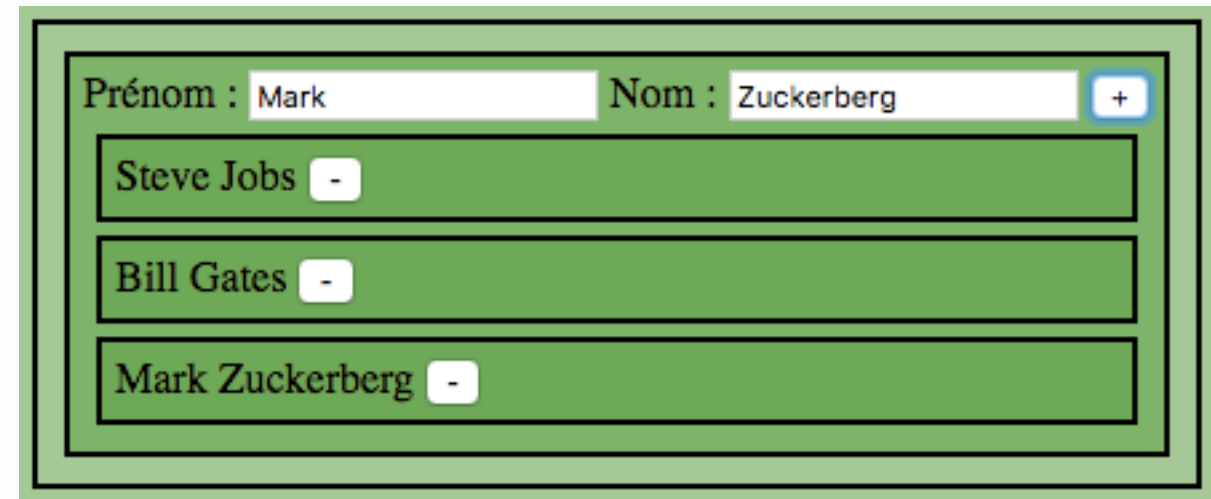 Prénom : Mark Nom : Zuckerberg +
Steve Jobs -
Bill Gates -
Mark Zuckerberg -